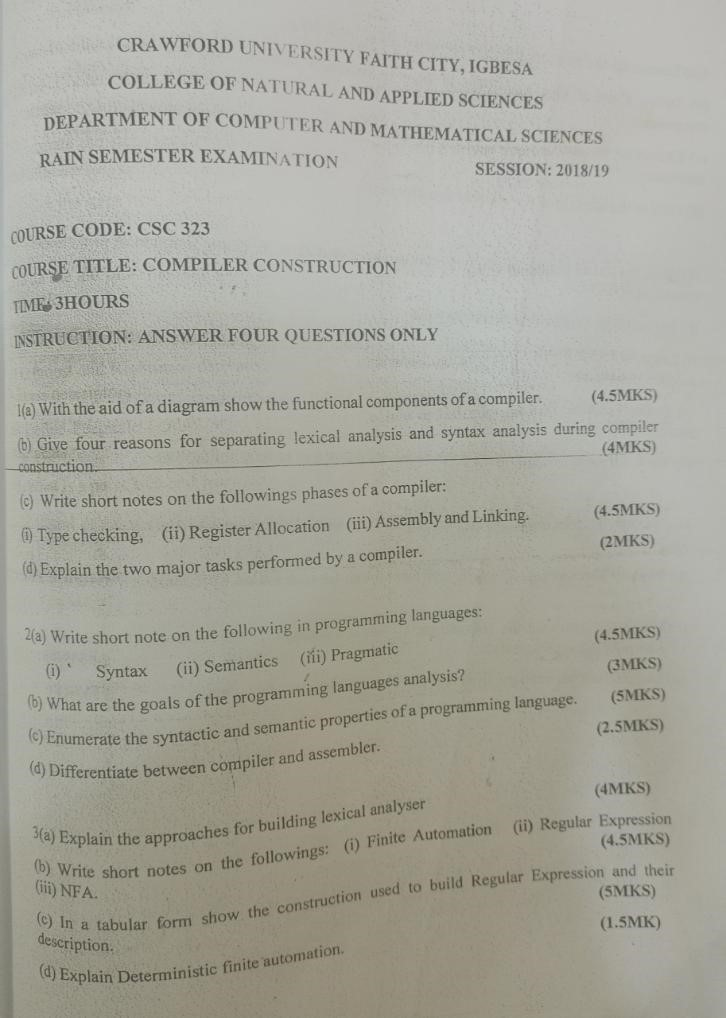 CRAWFORD UNIVERSITY FAITH CITY, IGBESA
COLLEGE OF NATURAL AND APPLIED SCIENCES
DEPARTMENT OF COMPUTER AND MATHEMATICAL SCIENCES
RAIN SEMESTER EXAMINATION SESSION: 2018/19
COURSE CODE: CSC 323
COURSE TITLE: COMPILER CONSTRUCTION
TIME: 3HOURS
INSTRUCTION: ANSWER FOUR QUESTIONS ONLY
1(a) With the aid of a diagram show the functional components of a compiler. (4.5MKS)
(b) Give four reasons for separating lexical analysis and syntax analysis during compiler
construction. (4MKS)
(c) Write short notes on the followings phases of a compiler:
(i) Type checking, (ii) Register Allocation (iii) Assembly and Linking. (4.5MKS)
(d) Explain the two major tasks performed by a compiler. (2MKS)
2(a) Write short note on the following in programming languages:
(i) Syntax (ii) Semantics (iii) Pragmatic (4.5MKS)
(b) What are the goals of the programming languages analysis? (3MKS)
(c) Enumerate the syntactic and semantic properties of a programming language. (5MKS)
(d) Differentiate between compiler and assembler. (2.5MKS)
3(a) Explain the approaches for building lexical analyser (4MKS)
(b) Write short notes on the followings: (i) Finite Automation (ii) Regular Expression
(iii) NFA. (4.5MKS)
(c) In a tabular form show the construction used to build Regular Expression and their
description. (5MKS)
(d) Explain Deterministic finite automation. (1.5MK)